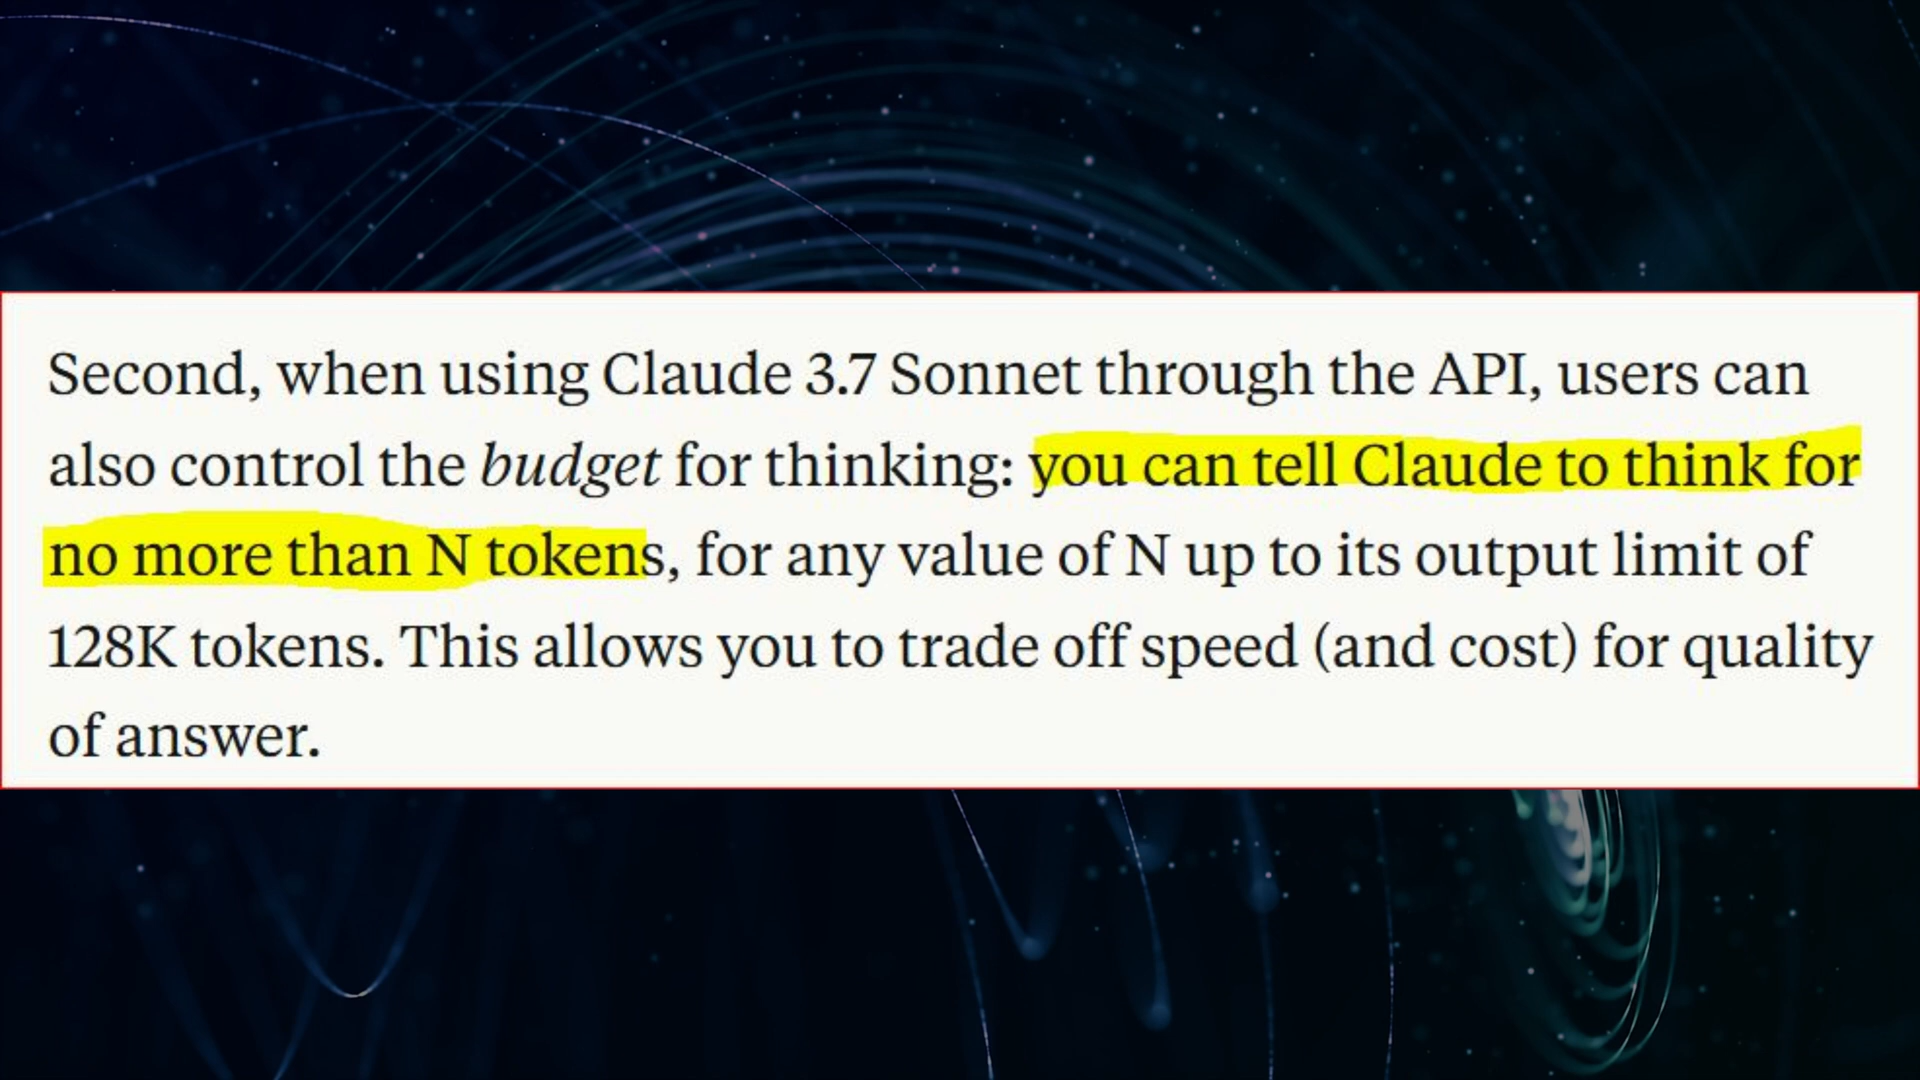 Second, when using Claude 3.7 Sonnet through the API, users can
also control the budget for thinking: you can tell Claude to think for
no more than N tokens, for any value of N up to its output limit of
128K tokens. This allows you to trade off speed (and cost) for quality
of answer.